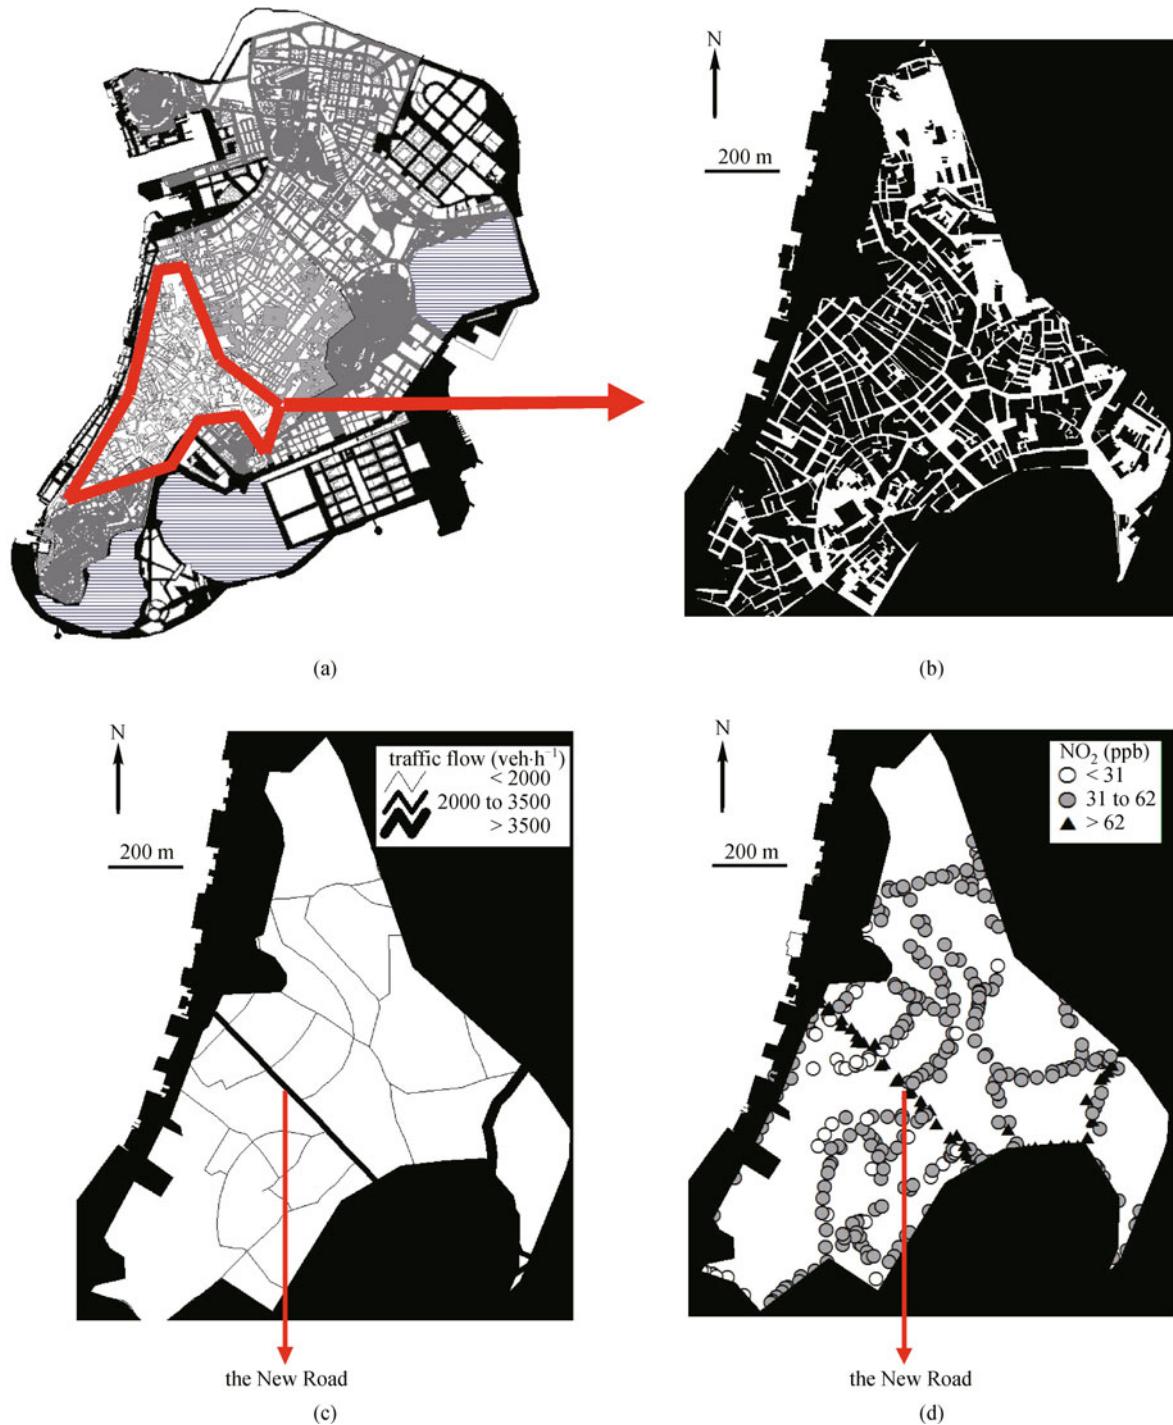 N
200 m
(a)
(b)
N
200 m
traffic flow (veh·h⁻¹)
< 2000
2000 to 3500
> 3500
N
200 m
NO₂ (ppb)
< 31
31 to 62
> 62
the New Road
the New Road
(c)
(d)